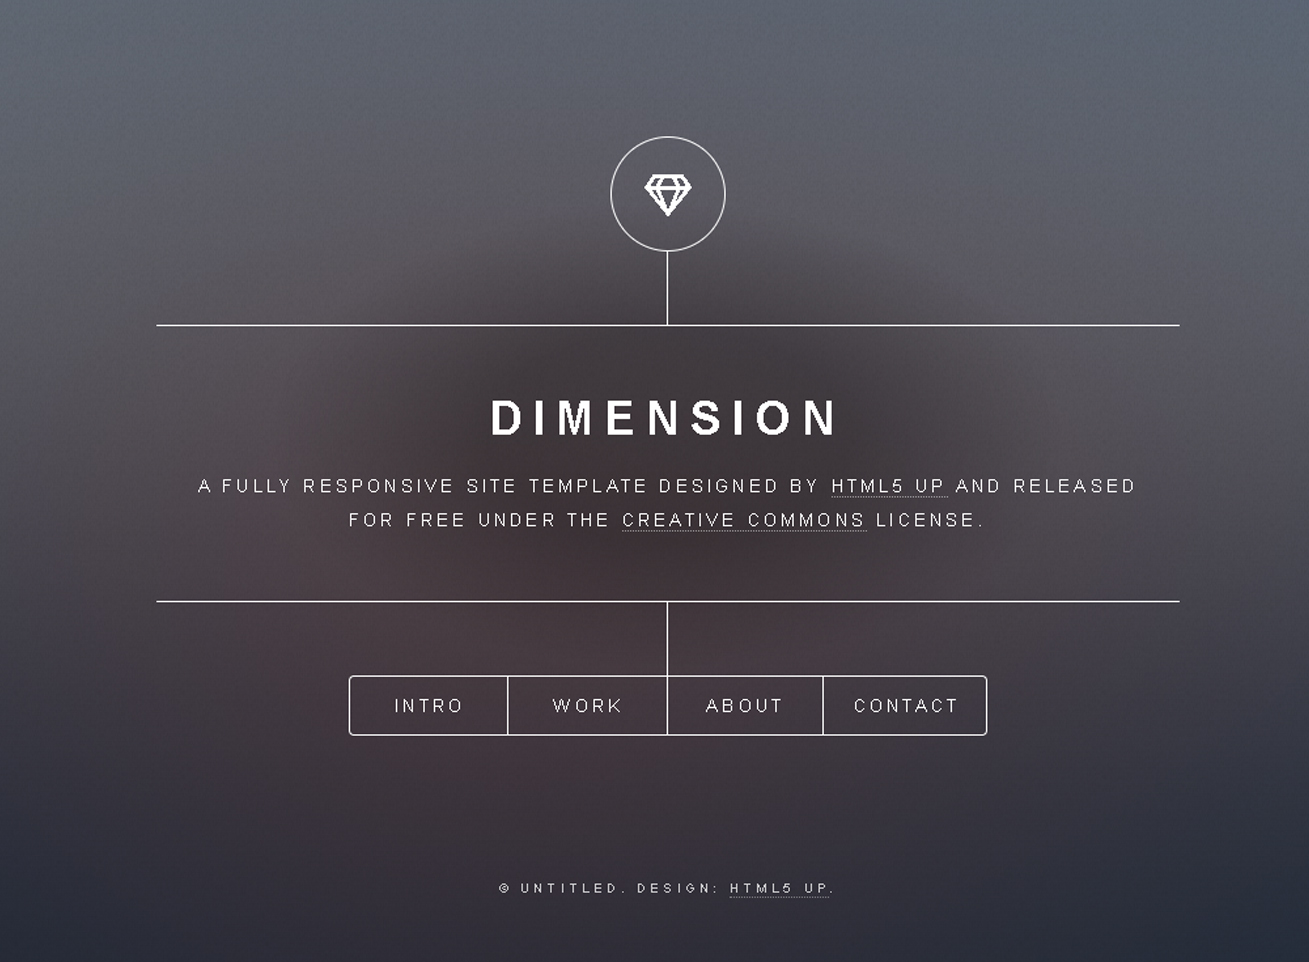 DIMENSION
A FULLY RESPONSIVE SITE TEMPLATE DESIGNED BY HTML5 UP AND RELEASED
FOR FREE UNDER THE CREATIVE COMMONS LICENSE.
INTRO WORK ABOUT CONTACT
© UNTITLED. DESIGN: HTML5 UP.